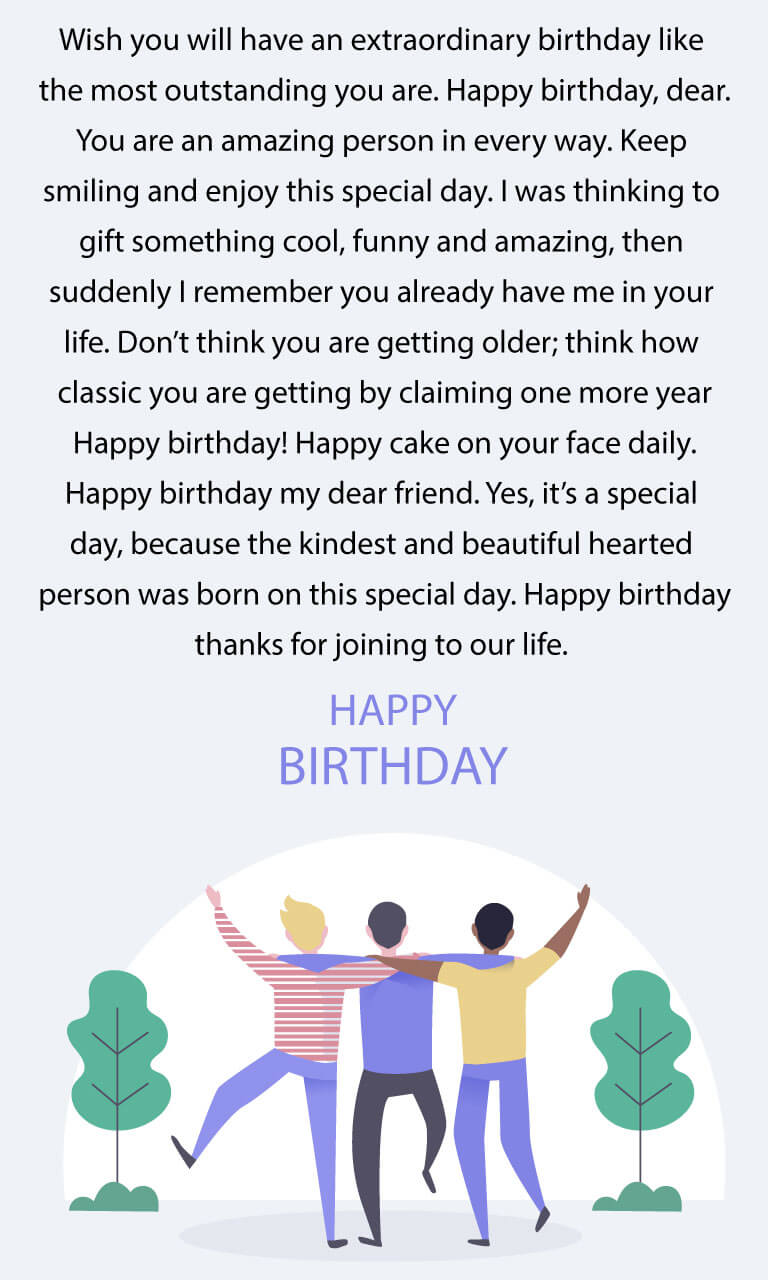 Wish you will have an extraordinary birthday like
the most outstanding you are. Happy birthday, dear.
You are an amazing person in every way. Keep
smiling and enjoy this special day. I was thinking to
gift something cool, funny and amazing, then
suddenly I remember you already have me in your
life. Don’t think you are getting older; think how
classic you are getting by claiming one more year
Happy birthday! Happy cake on your face daily.
Happy birthday my dear friend. Yes, it’s a special
day, because the kindest and beautiful hearted
person was born on this special day. Happy birthday
thanks for joining to our life.
HAPPY
BIRTHDAY